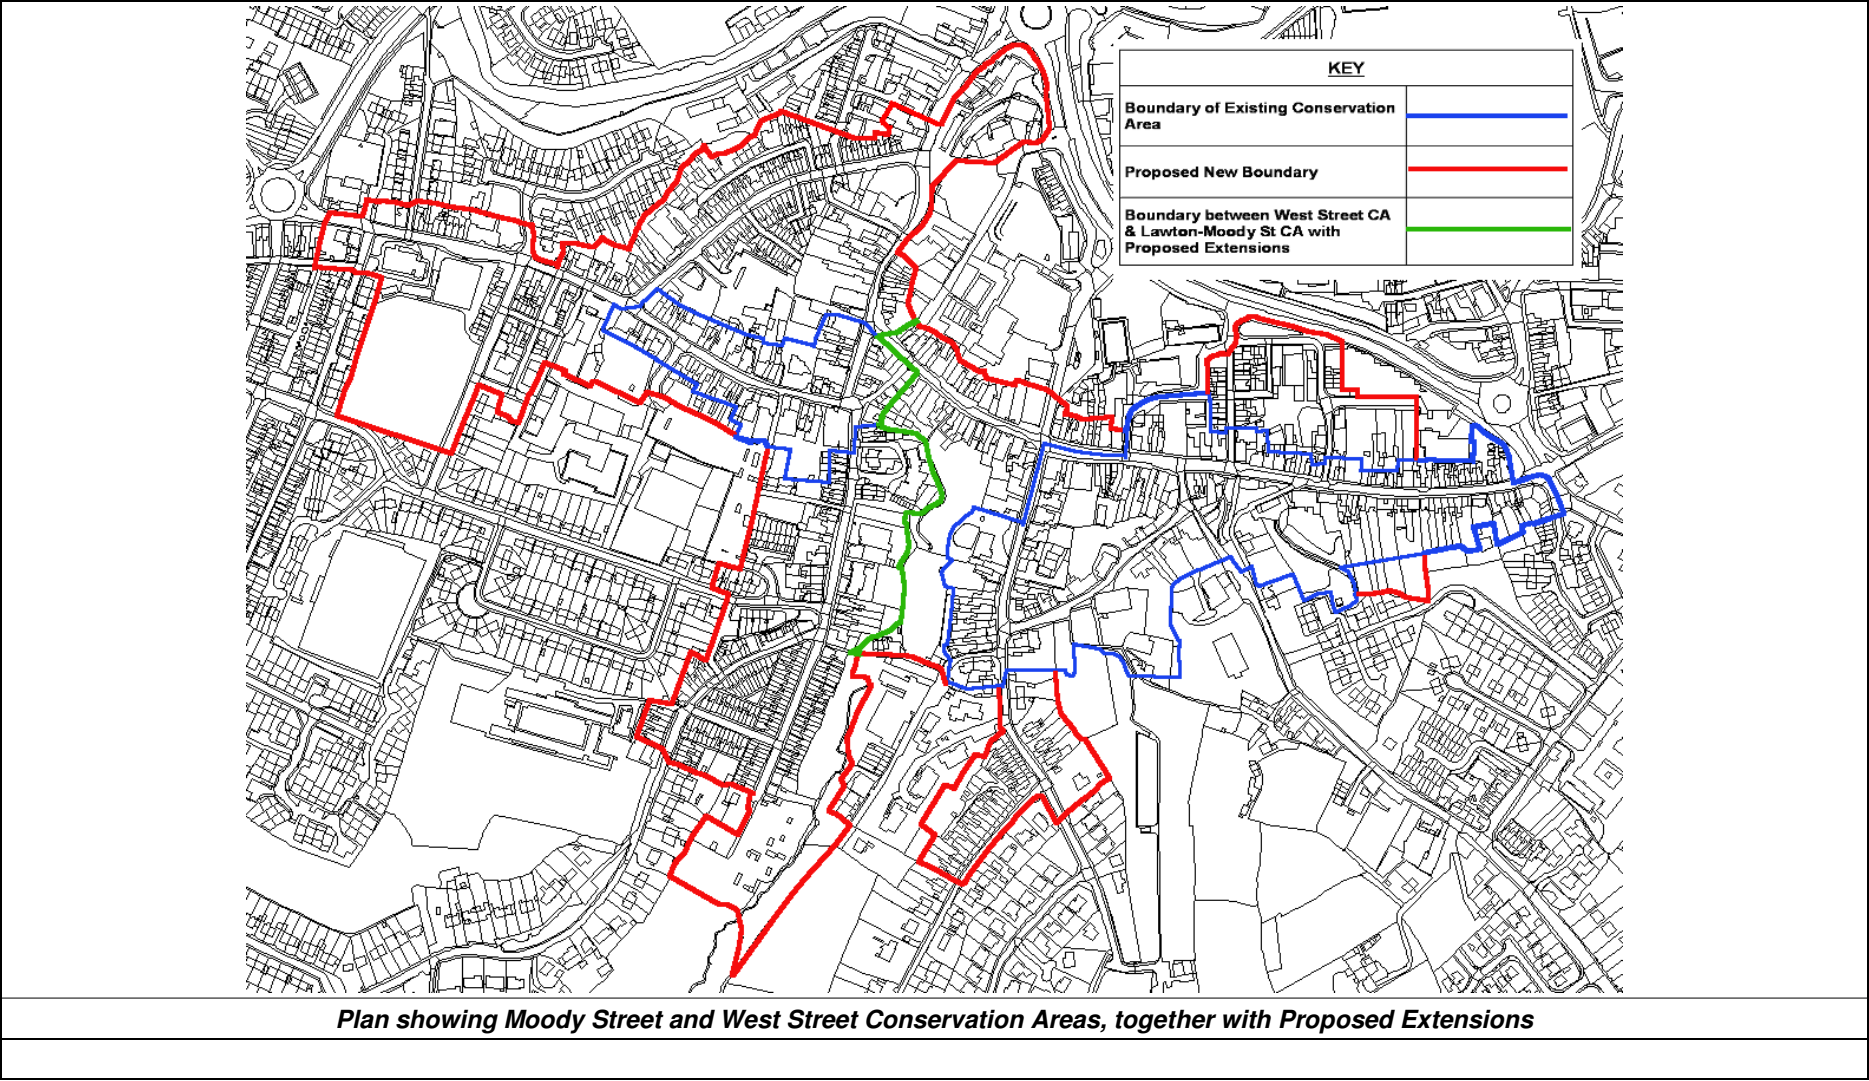 KEY
Boundary of Existing Conservation
Area
Proposed New Boundary
Boundary between West Street CA
& Lawton-Moody St CA with
Proposed Extensions
Plan showing Moody Street and West Street Conservation Areas, together with Proposed Extensions